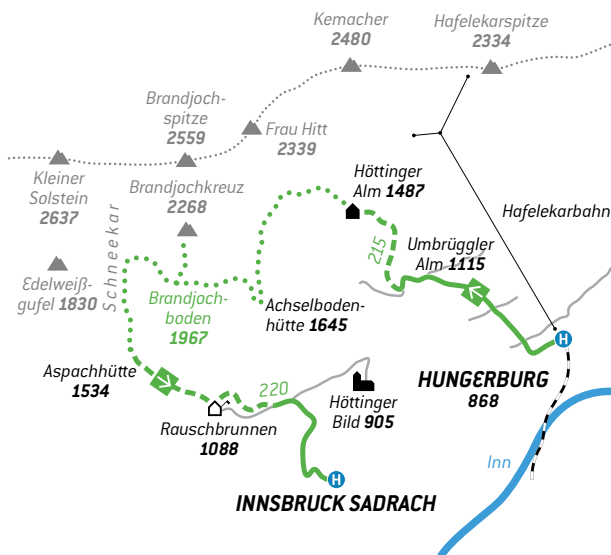 Kemacher
2480
Hafelekarspitze
2334
Brandjoch-
spitze
2559
Frau Hitt
2339
Kleiner
Solstein
2637
Brandjochkreuz
2268
Höttinger
Alm 1487
Hafelekarbahn
Schneekar
215
Umbrüggler
Alm 1115
Edelweiß-
gufel 1830
Brandjoch-
boden
1967
Achselboden-
hütte 1645
H
Aspachhütte
1534
HUNGERBURG
868
220
Höttinger
Bild 905
Rauschbrunnen
1088
Inn
H
INNSBRUCK SADRACH